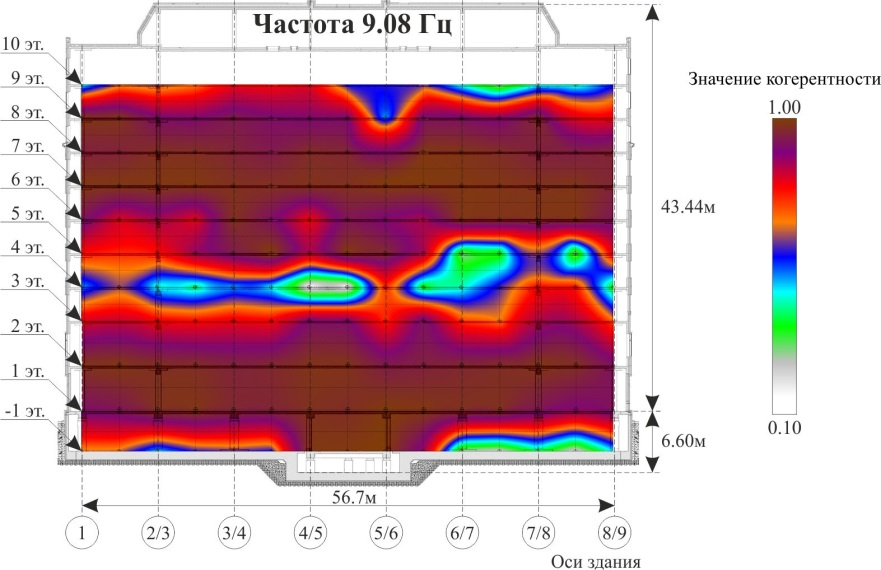 Частота 9.08 Гц
10 эт.
9 эт.
8 эт.
7 эт.
6 эт.
5 эт.
4 эт.
3 эт.
2 эт.
1 эт.
-1 эт.
Значение когерентности
1.00
0.10
43.44м
6.60м
56.7м
1 2/3 3/4 4/5 5/6 6/7 7/8 8/9
Оси здания